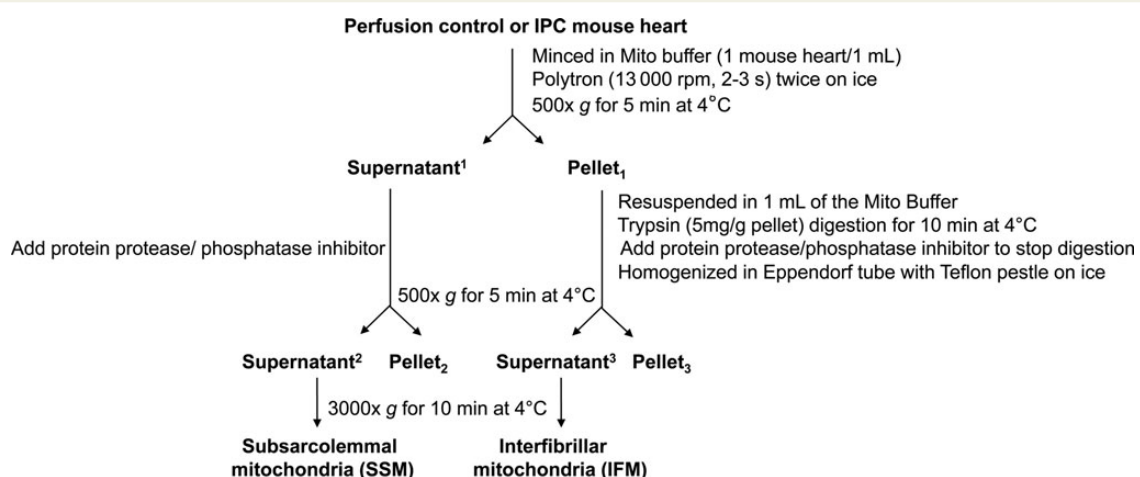 Perfusion control or IPC mouse heart
Minced in Mito buffer (1 mouse heart/1 mL)
Polytron (13 000 rpm, 2-3 s) twice on ice
500x g for 5 min at 4°C
Supernatant¹
Pellet₁
Resuspended in 1 mL of the Mito Buffer
Trypsin (5mg/g pellet) digestion for 10 min at 4°C
Add protein protease/ phosphatase inhibitor
Add protein protease/phosphatase inhibitor to stop digestion
Homogenized in Eppendorf tube with Teflon pestle on ice
500x g for 5 min at 4°C
Supernatant²
Pellet₂
Supernatant³
Pellet₃
3000x g for 10 min at 4°C
Subsarcolemmal
mitochondria (SSM)
Interfibrillar
mitochondria (IFM)